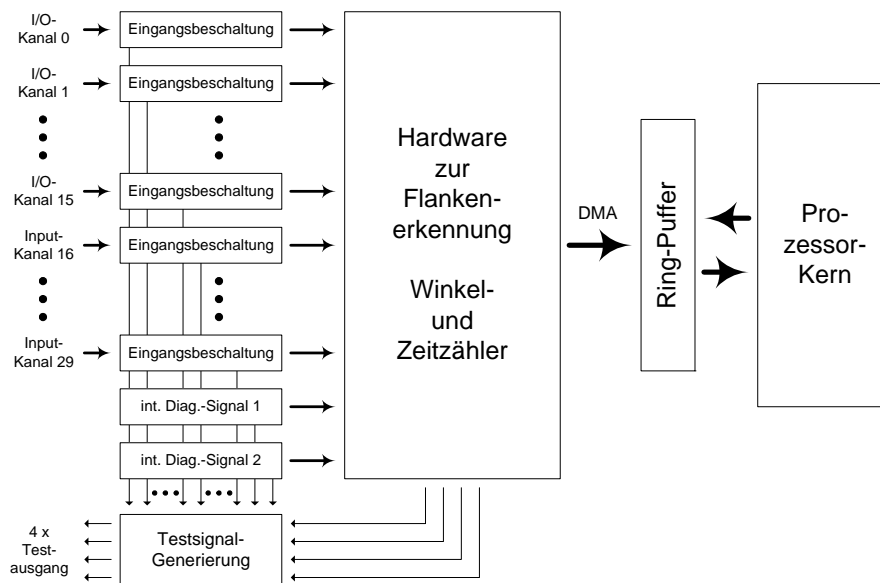 I/O-
Kanal 0
Eingangsbeschaltung
I/O-
Kanal 1
Eingangsbeschaltung
I/O-
Kanal 15
Eingangsbeschaltung
Input-
Kanal 16
Eingangsbeschaltung
Input-
Kanal 29
Eingangsbeschaltung
int. Diag.-Signal 1
int. Diag.-Signal 2
Hardware
zur
Flanken-
erkennung
Winkel-
und
Zeitzähler
DMA
Ring-Puffer
Pro-
zessor-
Kern
4 x
Test-
ausgang
Testsignal-
Generierung